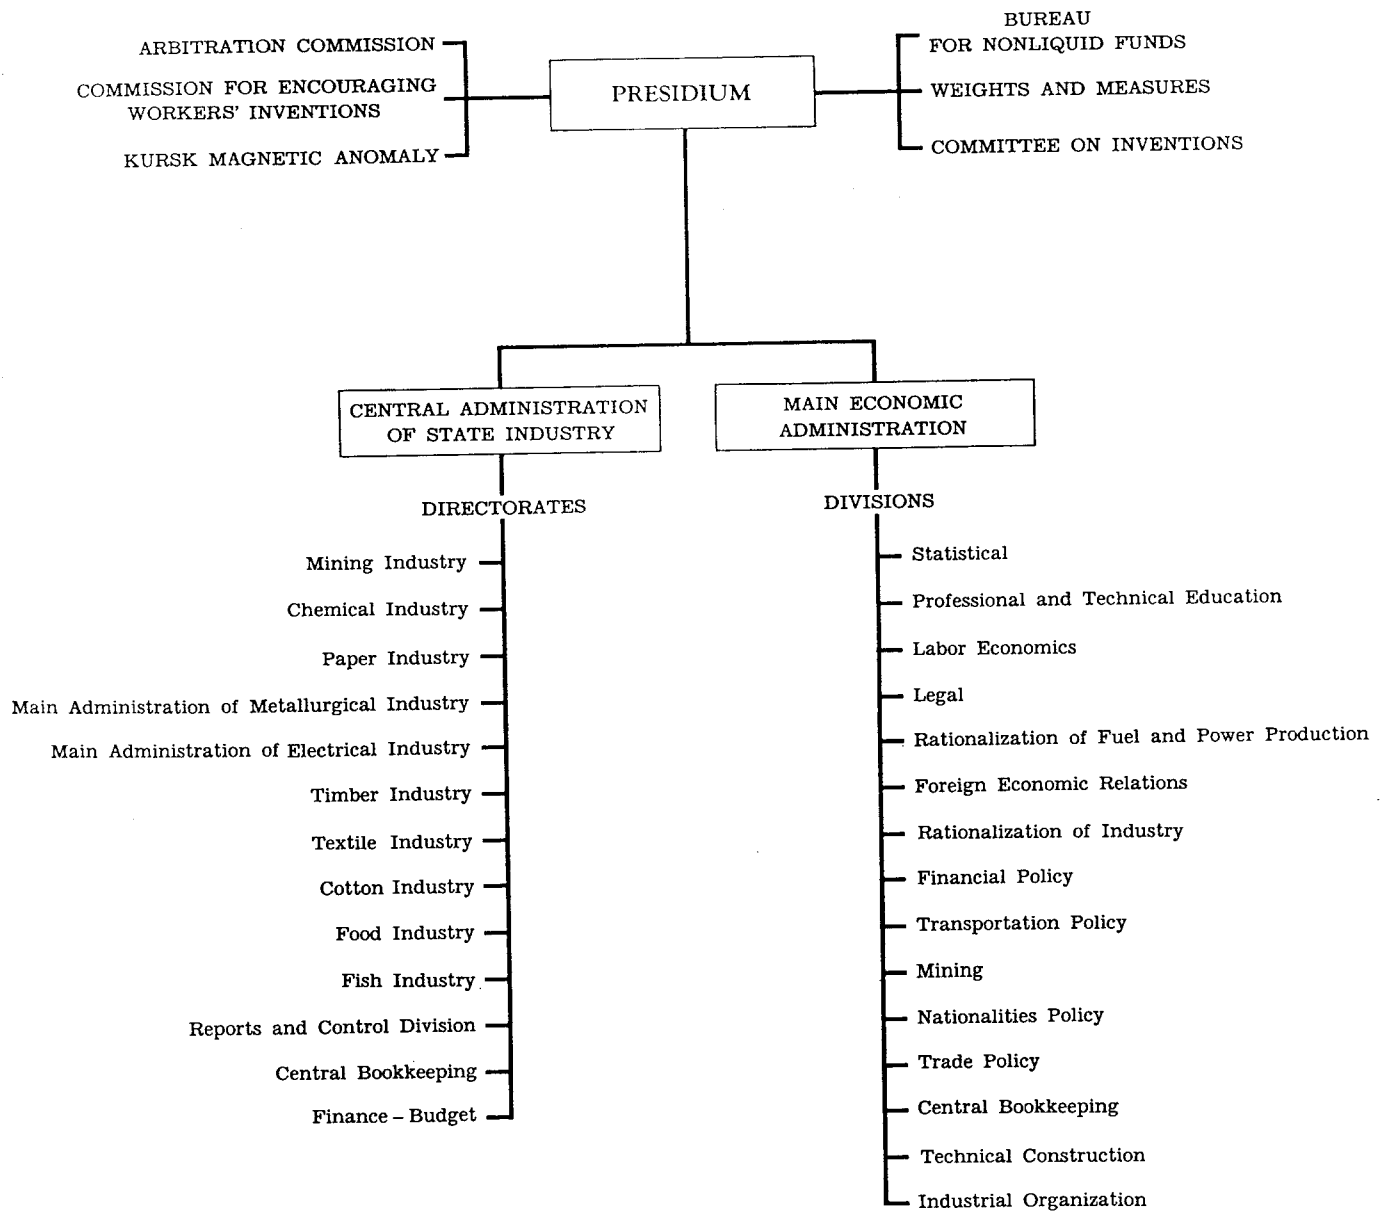 ARBITRATION COMMISSION
COMMISSION FOR ENCOURAGING
WORKERS' INVENTIONS
KURSK MAGNETIC ANOMALY
PRESIDIUM
BUREAU
FOR NONLIQUID FUNDS
WEIGHTS AND MEASURES
COMMITTEE ON INVENTIONS
CENTRAL ADMINISTRATION
OF STATE INDUSTRY
DIRECTORATES
Mining Industry
Chemical Industry
Paper Industry
Main Administration of Metallurgical Industry
Main Administration of Electrical Industry
Timber Industry
Textile Industry
Cotton Industry
Food Industry
Fish Industry
Reports and Control Division
Central Bookkeeping
Finance – Budget
MAIN ECONOMIC
ADMINISTRATION
DIVISIONS
Statistical
Professional and Technical Education
Labor Economics
Legal
Rationalization of Fuel and Power Production
Foreign Economic Relations
Rationalization of Industry
Financial Policy
Transportation Policy
Mining
Nationalities Policy
Trade Policy
Central Bookkeeping
Technical Construction
Industrial Organization